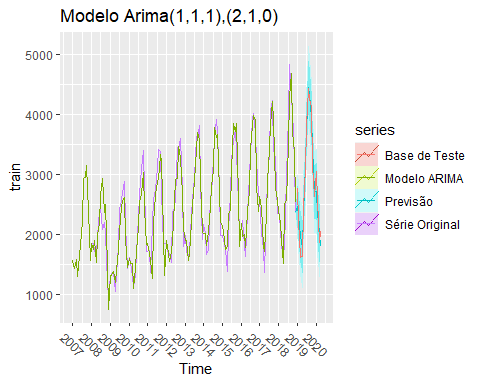 Modelo Arima(1,1,1),(2,1,0)
5000
4000
3000
2000
1000
train
2007
2008
2009
2010
2011
2012
2013
2014
2015
2016
2017
2018
2019
2020
Time
series
Base de Teste
Modelo ARIMA
Previsão
Série Original